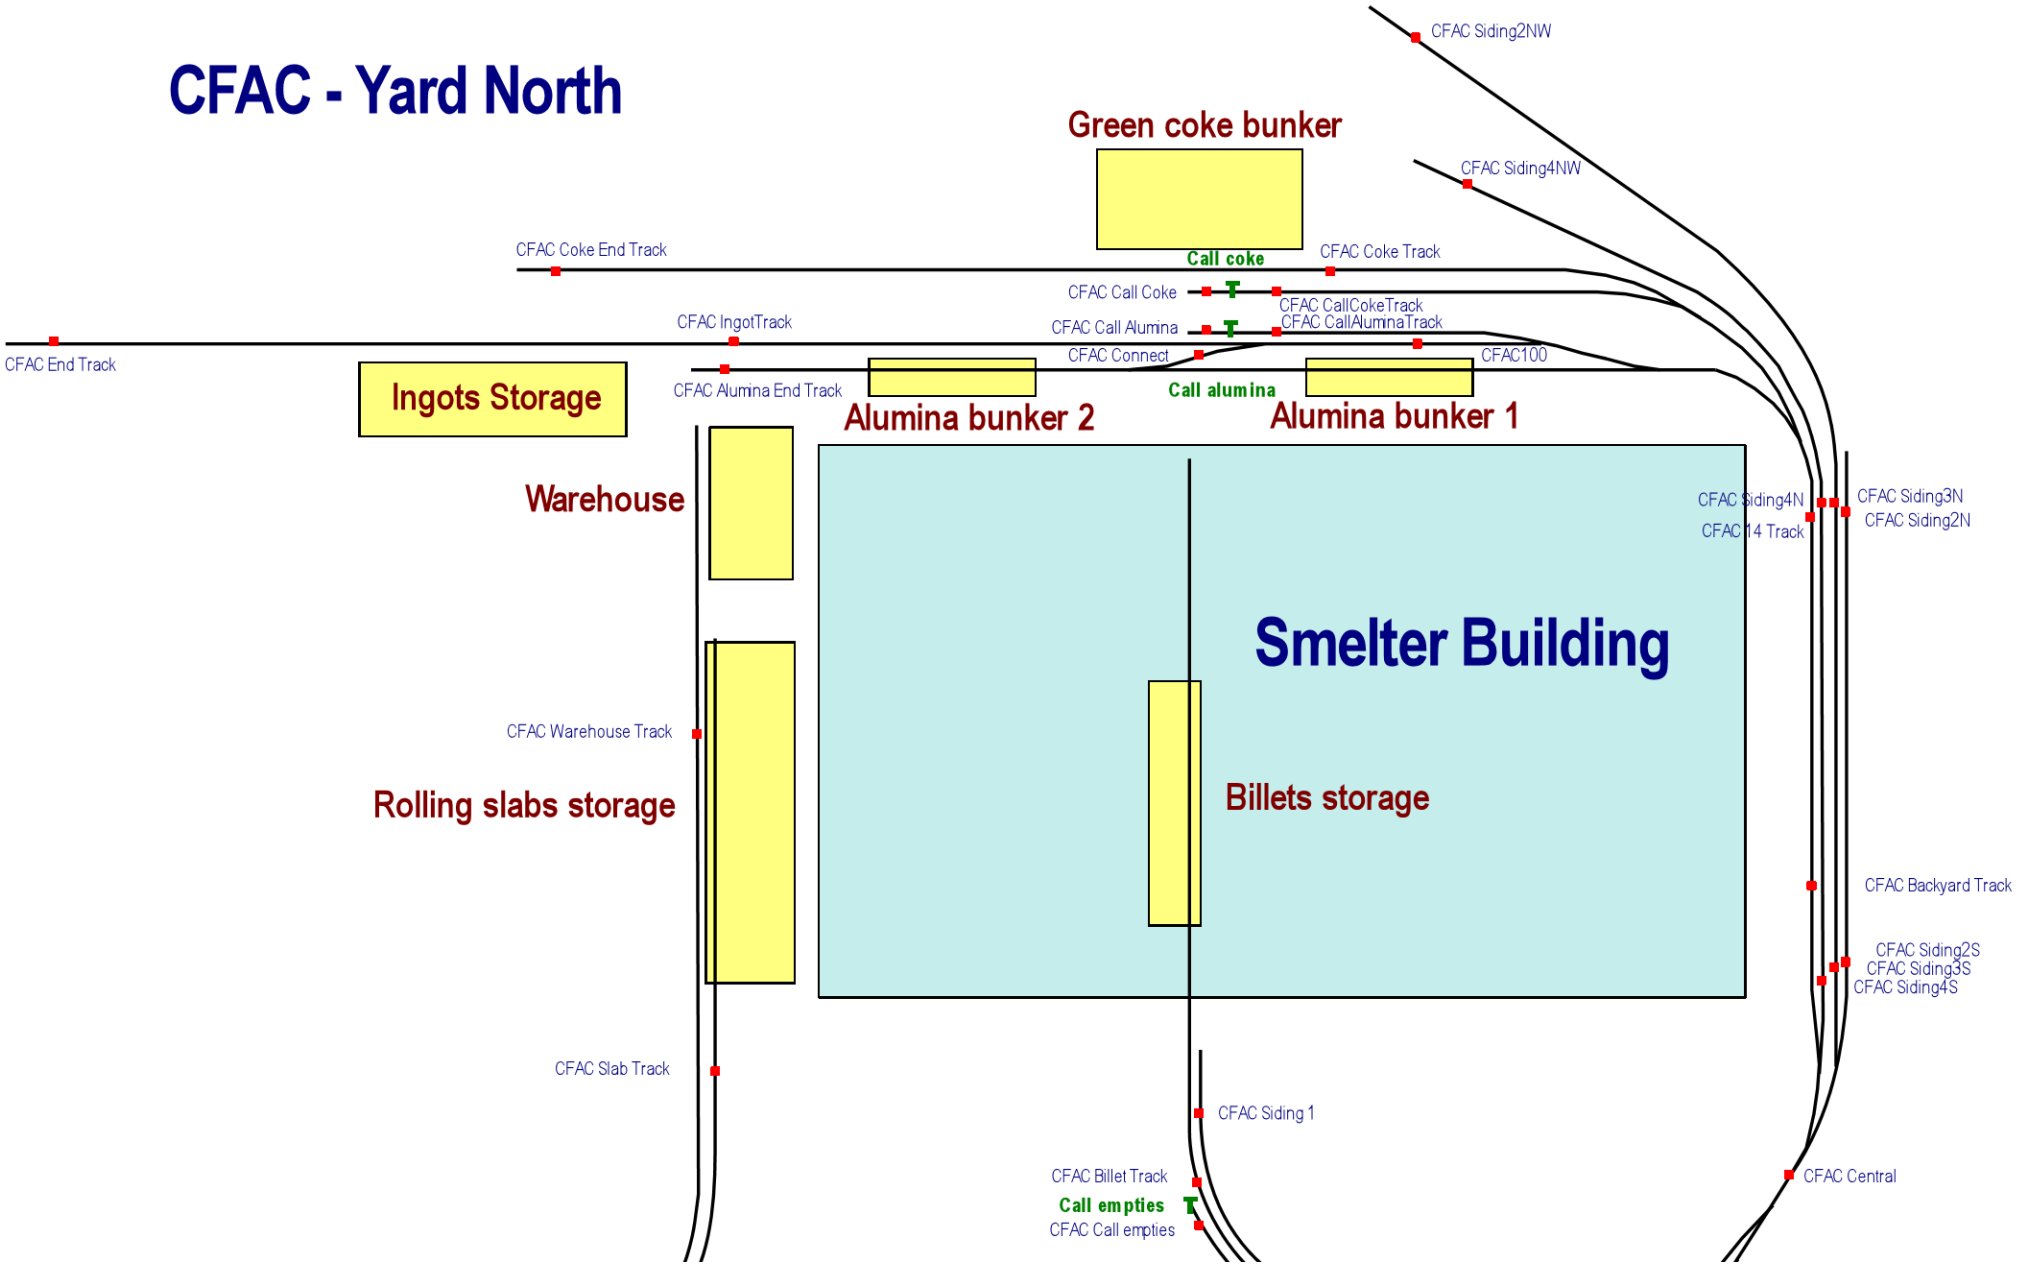 CFAC Siding2NW
CFAC - Yard North
Green coke bunker
CFAC Siding4NW
CFAC Coke End Track
CFAC Coke Track
Call coke
CFAC Call Coke
CFAC CallCokeTrack
CFAC IngotTrack
CFAC Call Alumina
CFAC CallAluminaTrack
CFAC End Track
CFAC Connect
CFAC100
Ingots Storage
CFAC Alumina End Track
Call alumina
Alumina bunker 2
Alumina bunker 1
Warehouse
CFAC Siding4N
CFAC Siding3N
CFAC Siding2N
CFAC 14 Track
Smelter Building
CFAC Warehouse Track
Rolling slabs storage
Billets storage
CFAC Backyard Track
CFAC Siding2S
CFAC Siding3S
CFAC Siding4S
CFAC Slab Track
CFAC Siding 1
CFAC Billet Track
CFAC Central
Call empties
CFAC Call empties